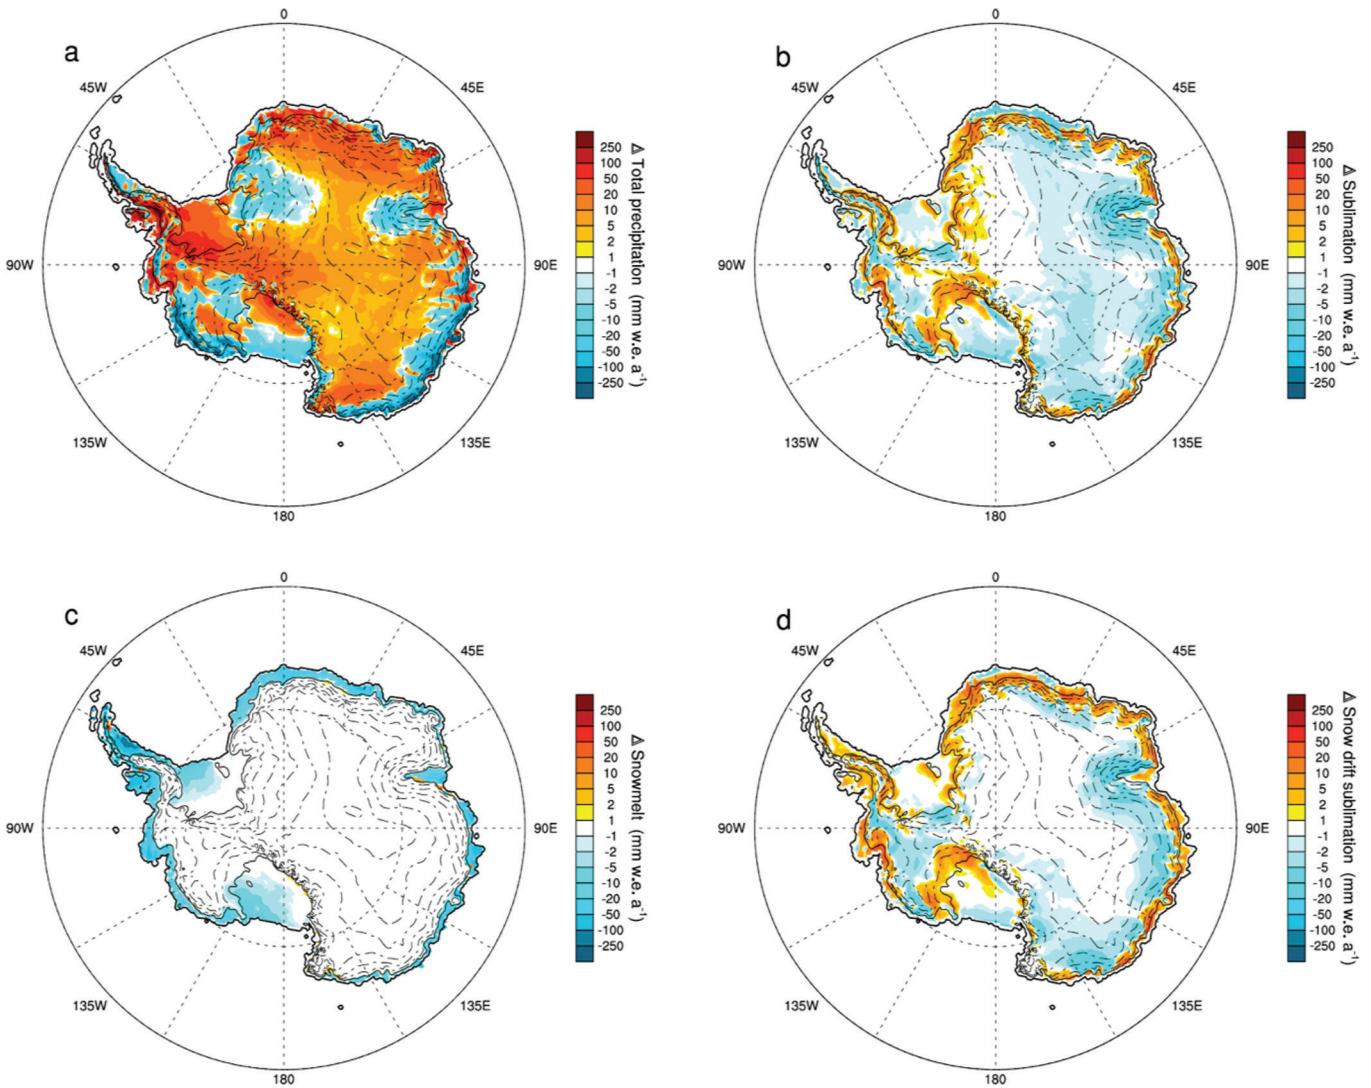 a
0
45W
45E
90W
90E
135W
135E
180
250
100
50
20
10
5
2
1
-1
-2
-5
-10
-20
-50
-100
-250
Δ Total precipitation (mm w.e. a⁻¹)
b
0
45W
45E
90W
90E
135W
135E
180
250
100
50
20
10
5
2
1
-1
-2
-5
-10
-20
-50
-100
-250
Δ Sublimation (mm w.e. a⁻¹)
c
0
45W
45E
90W
90E
135W
135E
180
250
100
50
20
10
5
2
1
-1
-2
-5
-10
-20
-50
-100
-250
Δ Snowmelt (mm w.e. a⁻¹)
d
0
45W
45E
90W
90E
135W
135E
180
250
100
50
20
10
5
2
1
-1
-2
-5
-10
-20
-50
-100
-250
Δ Snow drift sublimation (mm w.e. a⁻¹)